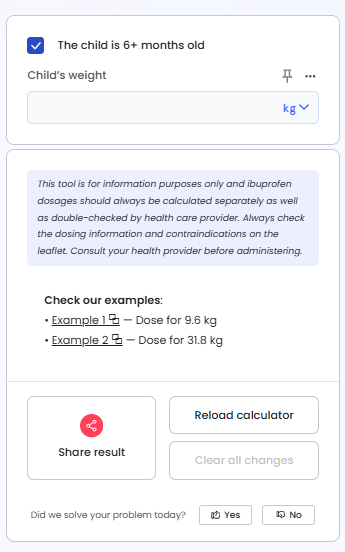 The child is 6+ months old
Child's weight
kg
This tool is for information purposes only and ibuprofen
dosages should always be calculated separately as well
as double-checked by health care provider. Always check
the dosing information and contraindications on the
leaflet. Consult your health provider before administering.
Check our examples:
• Example 1 — Dose for 9.6 kg
• Example 2 — Dose for 31.8 kg
Share result
Reload calculator
Clear all changes
Did we solve your problem today? Yes No